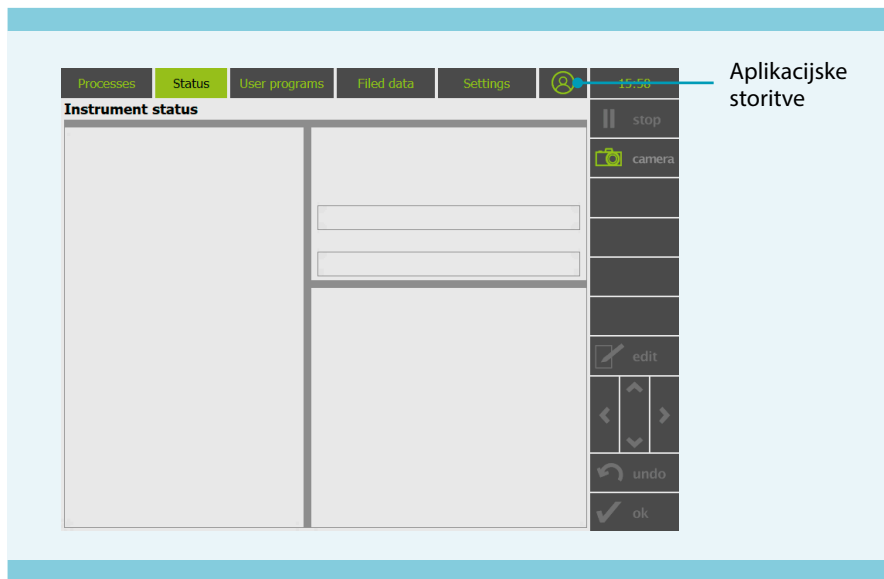 Processes Status User programs Filed data Settings 15:58
Aplikacijske
storitve
Instrument status
stop
camera
edit
undo
ok